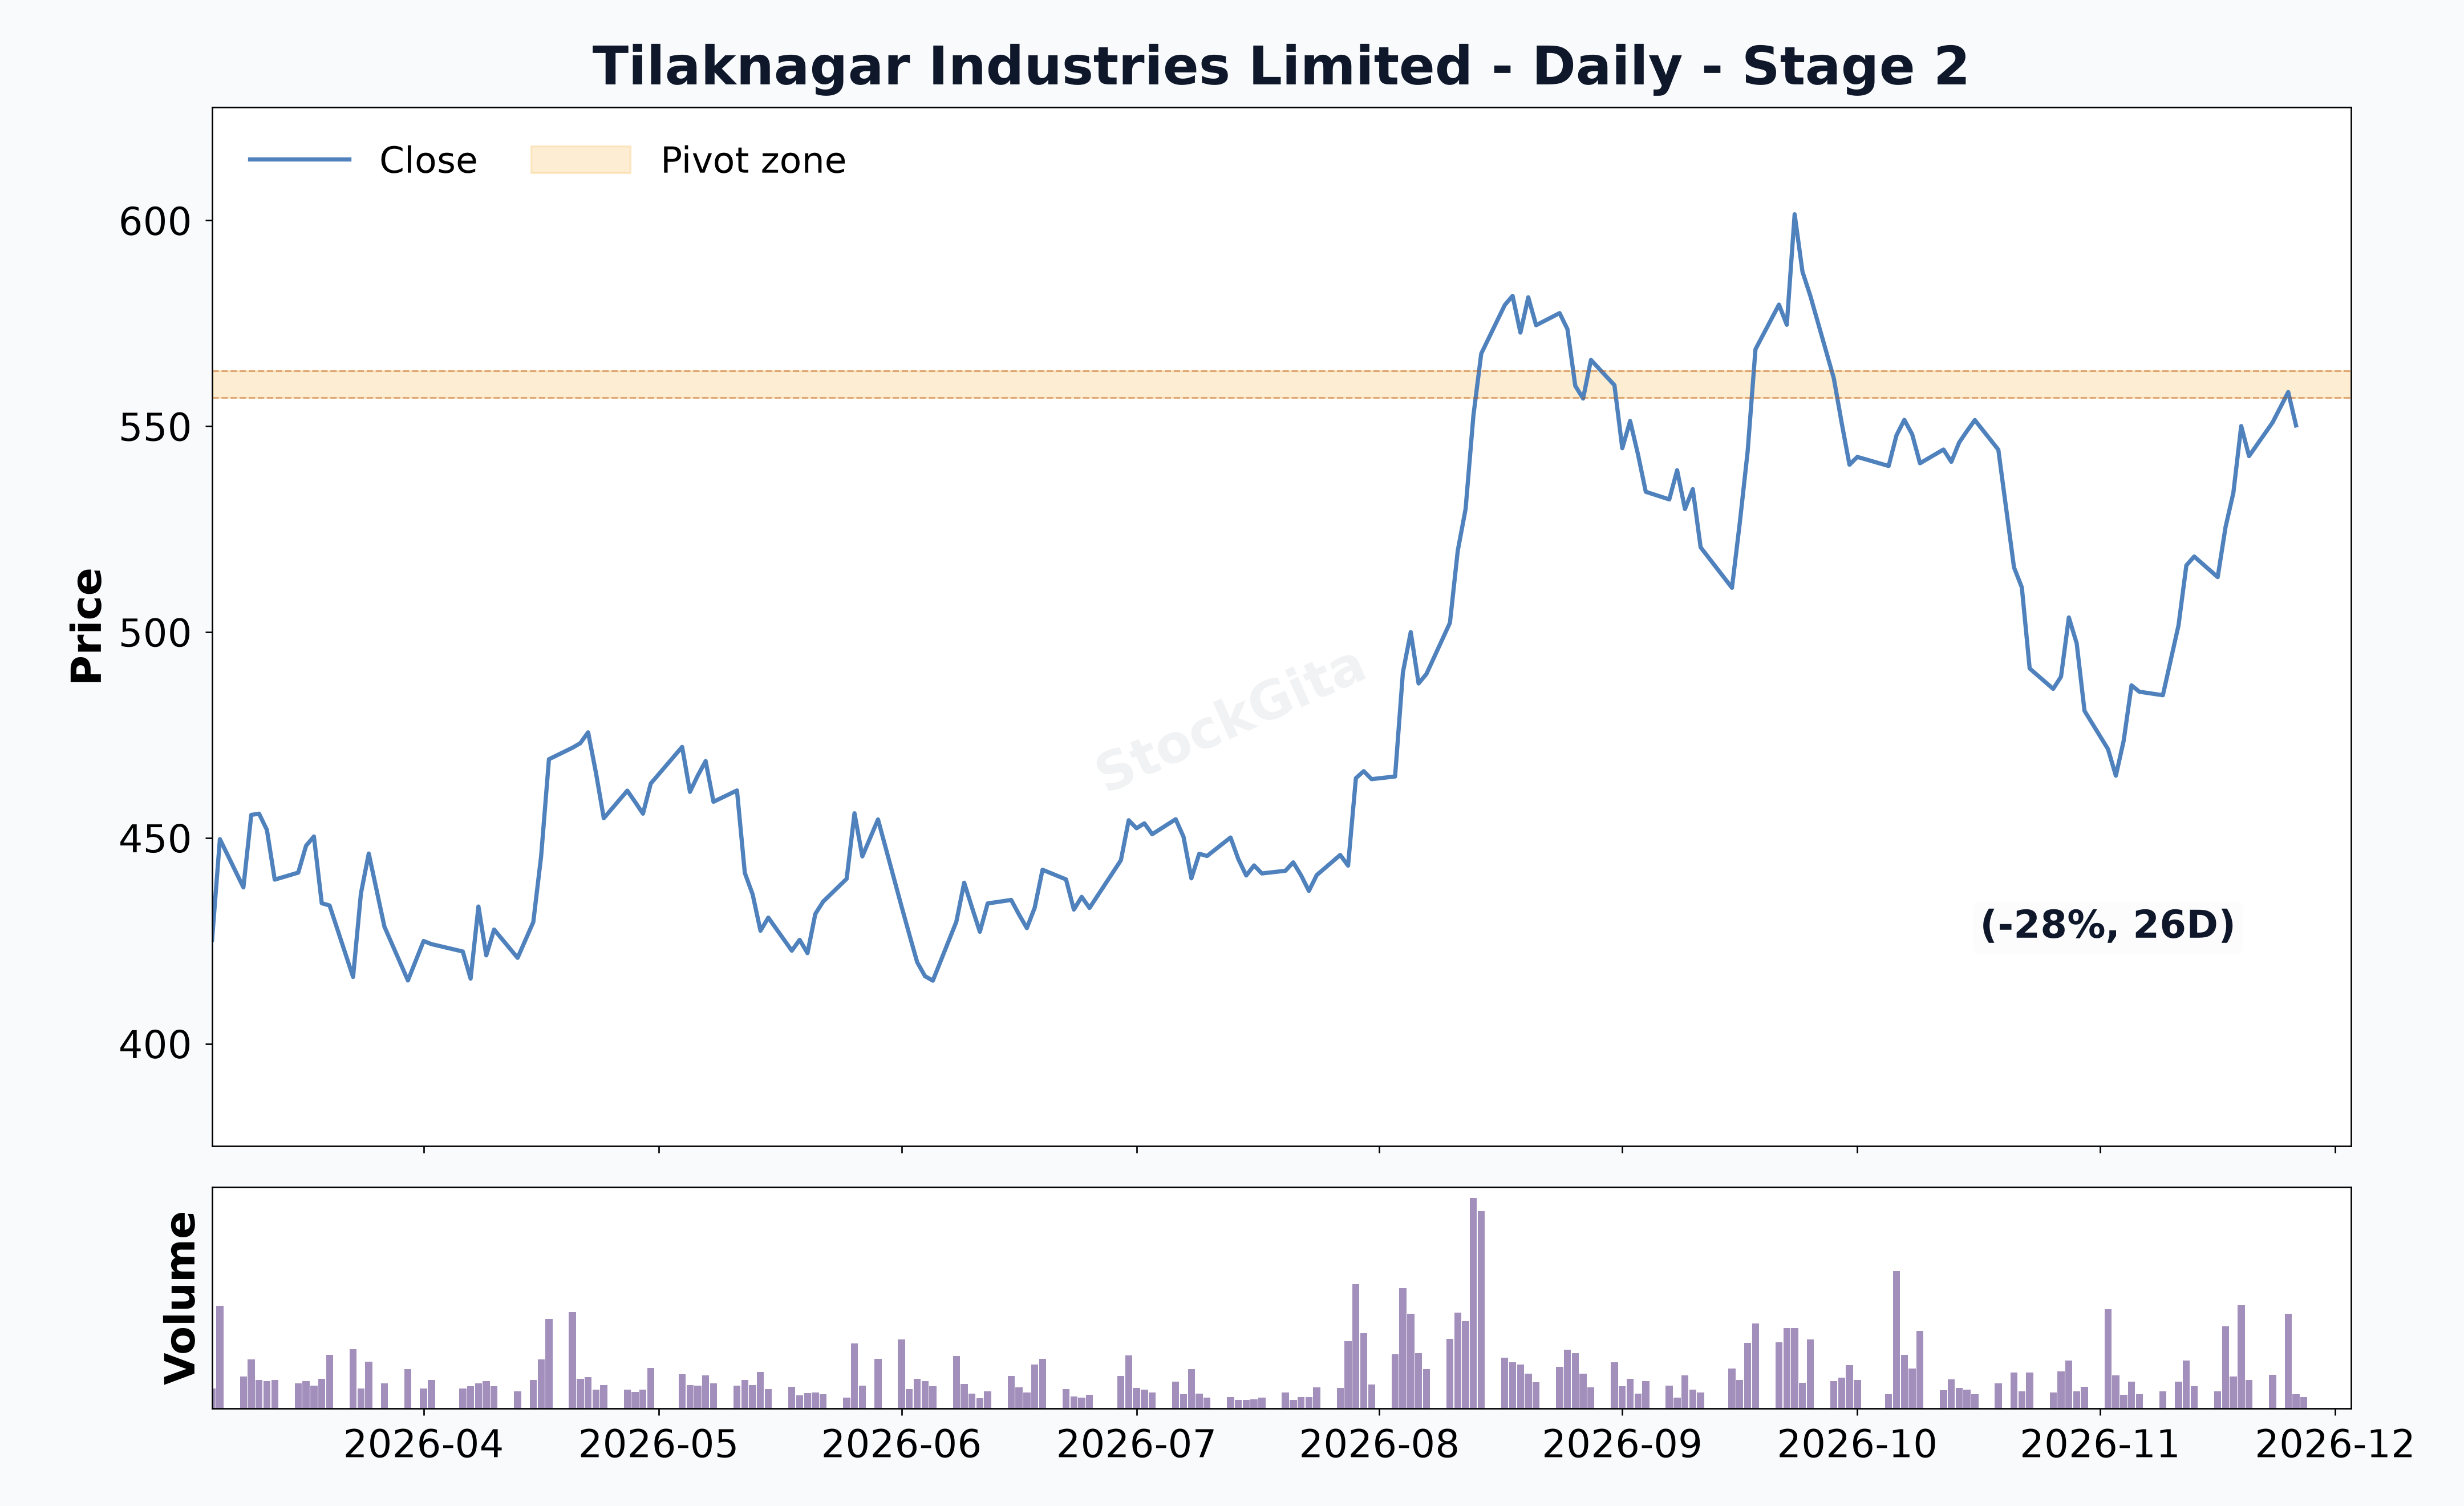 Tilaknagar Industries Limited - Daily - Stage 2
Close
Pivot zone
600
550
500
450
400
Price
StockGita
(-28%, 26D)
Volume
2026-04
2026-05
2026-06
2026-07
2026-08
2026-09
2026-10
2026-11
2026-12